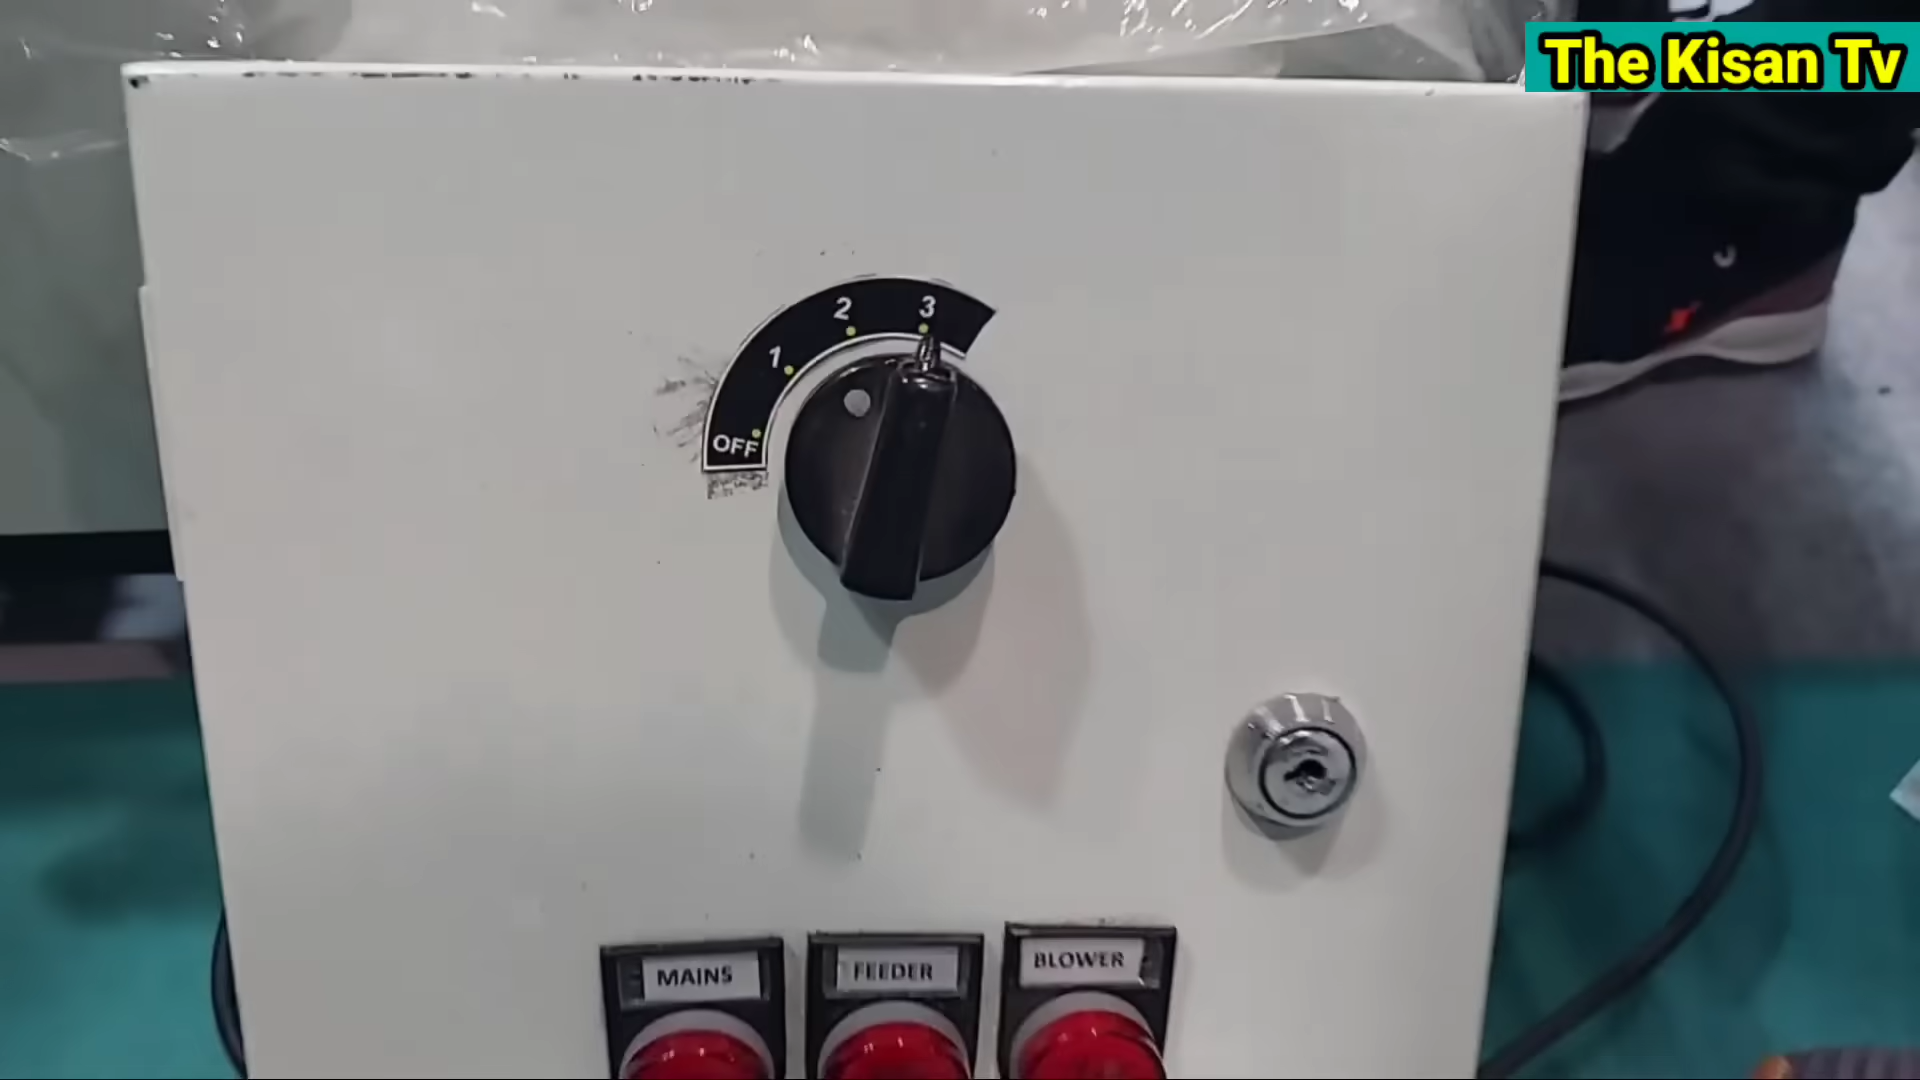 The Kisan Tv
2
3
1
OFF
MAINS
FEEDER
BLOWER